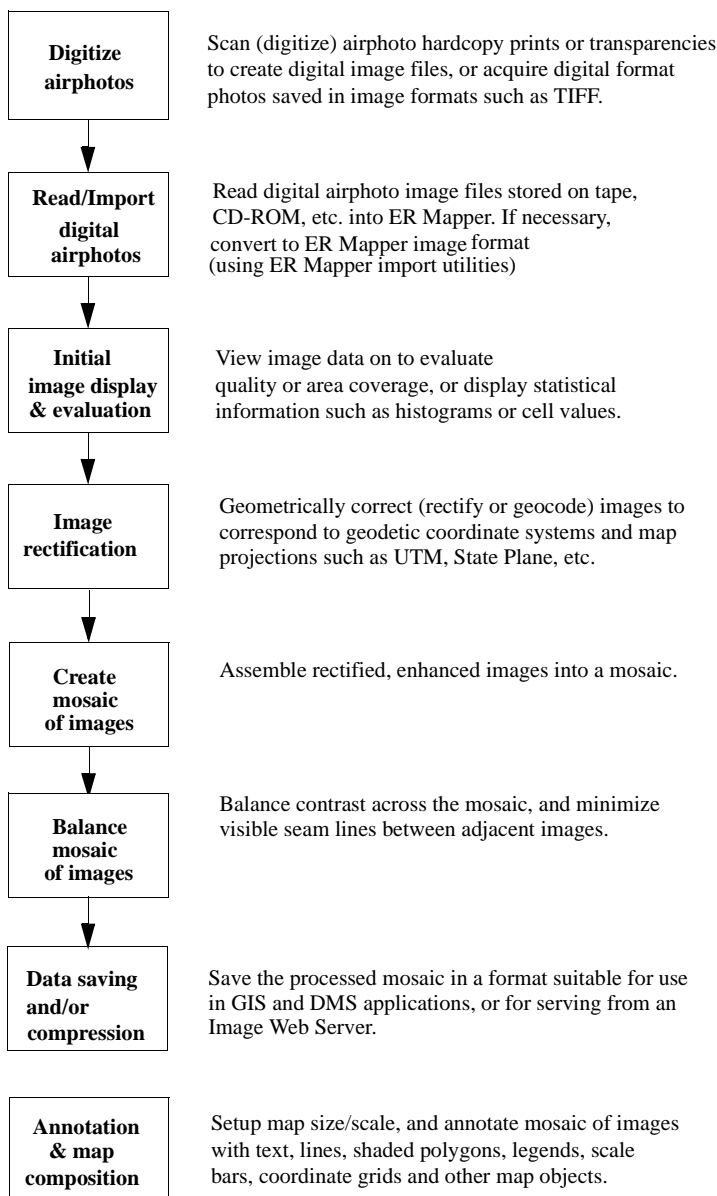 Digitize
airphotos
Scan (digitize) airphoto hardcopy prints or transparencies
to create digital image files, or acquire digital format
photos saved in image formats such as TIFF.
Read/Import
digital
airphotos
Read digital airphoto image files stored on tape,
CD-ROM, etc. into ER Mapper. If necessary,
convert to ER Mapper image format
(using ER Mapper import utilities)
Initial
image display
& evaluation
View image data on to evaluate
quality or area coverage, or display statistical
information such as histograms or cell values.
Image
rectification
Geometrically correct (rectify or geocode) images to
correspond to geodetic coordinate systems and map
projections such as UTM, State Plane, etc.
Create
mosaic
of images
Assemble rectified, enhanced images into a mosaic.
Balance
mosaic
of images
Balance contrast across the mosaic, and minimize
visible seam lines between adjacent images.
Data saving
and/or
compression
Save the processed mosaic in a format suitable for use
in GIS and DMS applications, or for serving from an
Image Web Server.
Annotation
& map
composition
Setup map size/scale, and annotate mosaic of images
with text, lines, shaded polygons, legends, scale
bars, coordinate grids and other map objects.